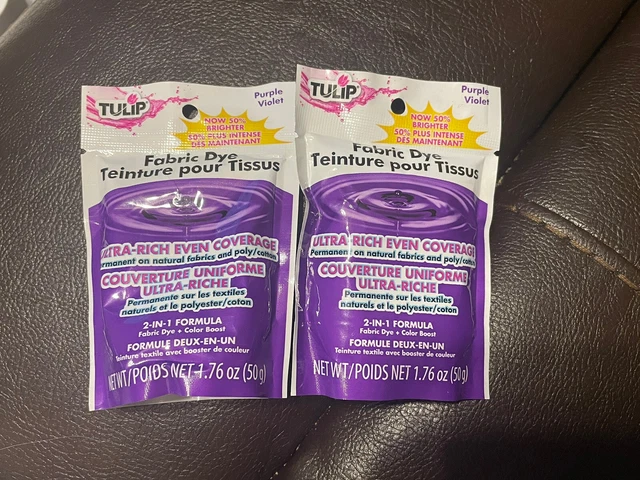 TULIP
Purple
Violet
NOW 50%
BRIGHTER
50% PLUS INTENSE
DÈS MAINTENANT
Fabric Dye
Teinture pour Tissus
ULTRA-RICH EVEN COVERAGE
Permanent on natural fabrics and poly/cotton
COUVERTURE UNIFORME
ULTRA-RICHE
Permanente sur les textiles
naturels et le polyester/coton
2-IN-1 FORMULA
Fabric Dye + Color Boost
FORMULE DEUX-EN-UN
Teinture textile avec booster de couleur
NET WT/POIDS NET 1.76 oz (50g)
TULIP
Purple
Violet
NOW 50%
BRIGHTER
50% PLUS INTENSE
DÈS MAINTENANT
Fabric Dye
Teinture pour Tissus
ULTRA-RICH EVEN COVERAGE
Permanent on natural fabrics and poly/cotton
COUVERTURE UNIFORME
ULTRA-RICHE
Permanente sur les textiles
naturels et le polyester/coton
2-IN-1 FORMULA
Fabric Dye + Color Boost
FORMULE DEUX-EN-UN
Teinture textile avec booster de couleur
NET WT/POIDS NET 1.76 oz (50g)